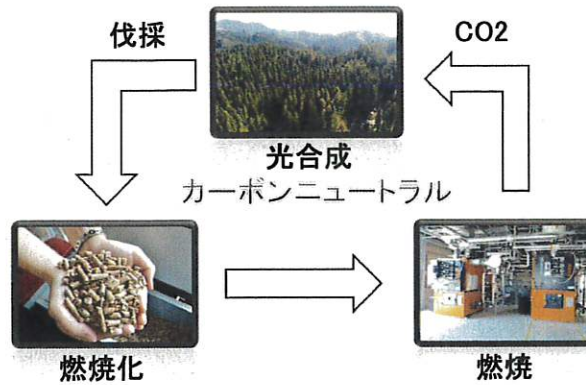 伐採
CO2
光合成
カーボンニュートラル
燃焼化
燃焼